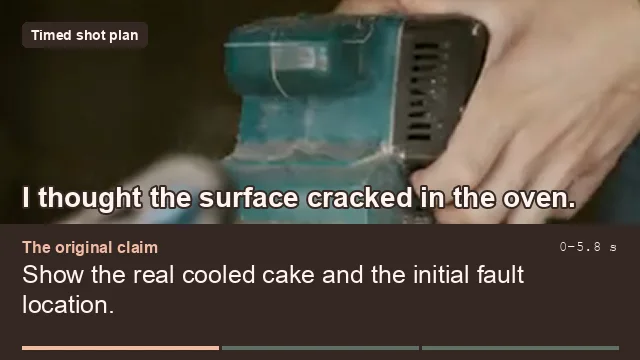 Timed shot plan
I thought the surface cracked in the oven.
The original claim
0–5.8 s
Show the real cooled cake and the initial fault
location.